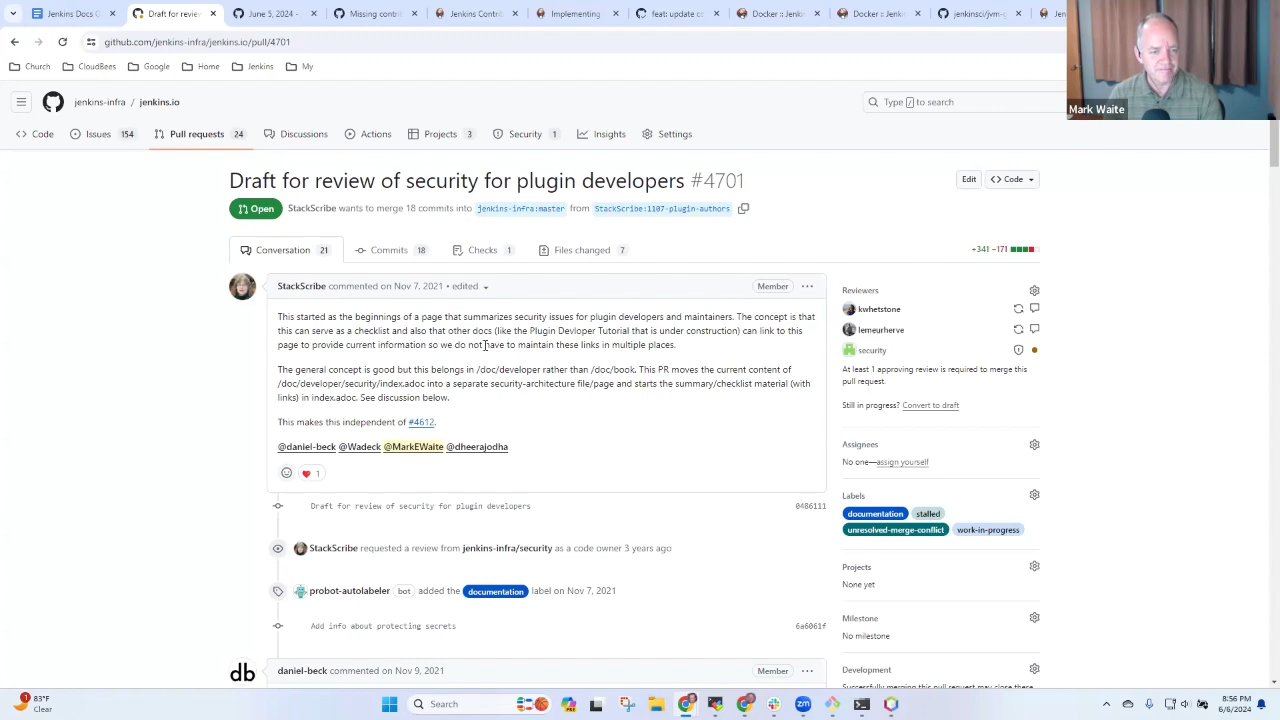 Jenkins Docs C
Draft for revie
June 5, 2024 -
Missing contri
Jenkins Contri
Implementing
feat: update co
Docker :: Jenk
Docker :: Jenk
jenkinsci/jvm-
Jen
github.com/jenkins-infra/jenkins.io/pull/4701
Church
CloudBees
Google
Home
Jenkins
My
Mark Waite
jenkins-infra / jenkins.io
Type / to search
Code
Issues 154
Pull requests 24
Discussions
Actions
Projects 3
Security 1
Insights
Settings
Draft for review of security for plugin developers #4701
Edit
Code
Open
StackScribe wants to merge 18 commits into jenkins-infra:master from StackScribe:1107-plugin-authors
Conversation 21
Commits 18
Checks 1
Files changed 7
+341 −171
StackScribe commented on Nov 7, 2021 • edited
Member
This started as the beginnings of a page that summarizes security issues for plugin developers and maintainers. The concept is that
this can serve as a checklist and also that other docs (like the Plugin Devloper Tutorial that is under construction) can link to this
page to provide current information so we do not have to maintain these links in multiple places.
The general concept is good but this belongs in /doc/developer rather than /doc/book. This PR moves the current content of
/doc/developer/security/index.adoc into a separate security-architecture file/page and starts the summary/checklist material (with
links) in index.adoc. See discussion below.
This makes this independent of #4612.
@daniel-beck @Wadeck @MarkEWaite @dheerajodha
1
Draft for review of security for plugin developers
0486111
StackScribe requested a review from jenkins-infra/security as a code owner 3 years ago
probot-autolabeler bot added the documentation label on Nov 7, 2021
Add info about protecting secrets
6a6061f
db
daniel-beck commented on Nov 9, 2021
Member
Reviewers
kwhetstone
lemeurherve
security
At least 1 approving review is required to merge this
pull request.
Still in progress? Convert to draft
Assignees
No one—assign yourself
Labels
documentation
stalled
unresolved-merge-conflict
work-in-progress
Projects
None yet
Milestone
No milestone
Development
Successfully merging this pull request may close these
1
83°F
Clear
Search
zm
8:56 PM
6/6/2024